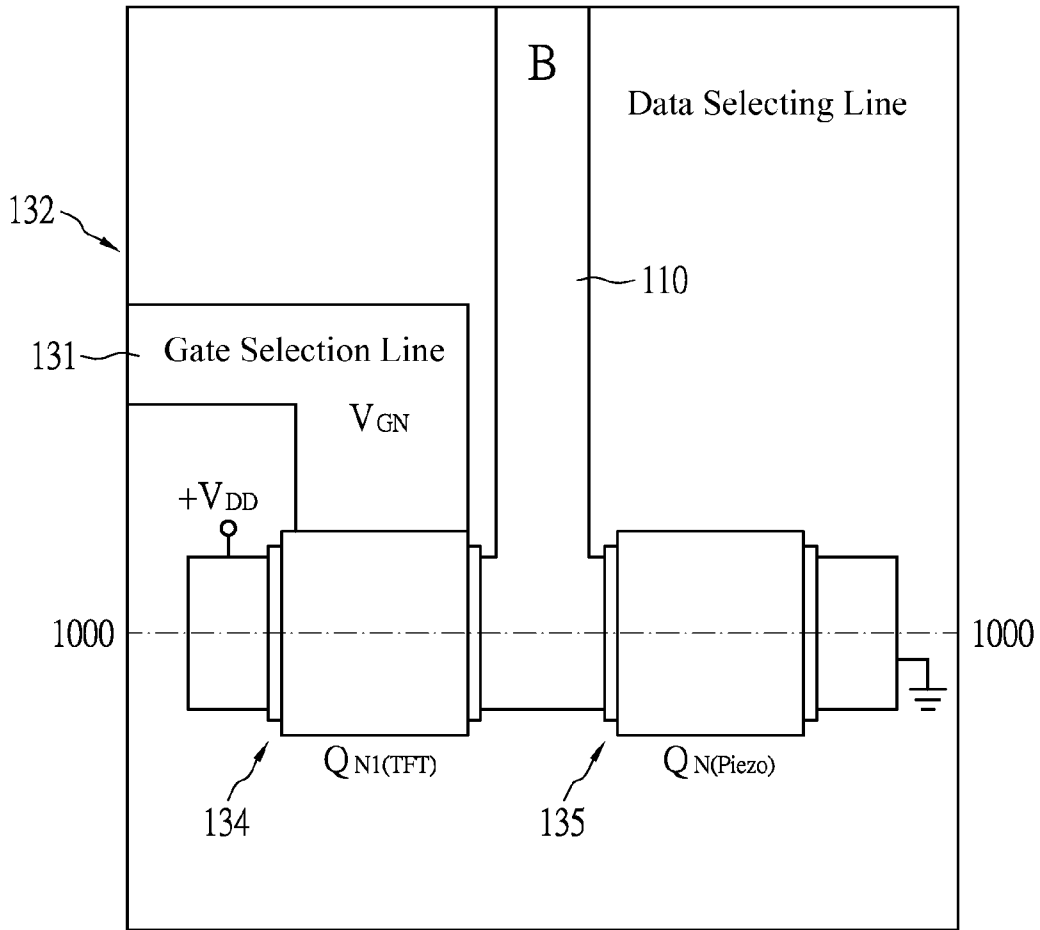 B
Data Selecting Line
132
110
131
Gate Selection Line
VGN
+VDD
1000
1000
QN1(TFT)
QN(Piezo)
134
135